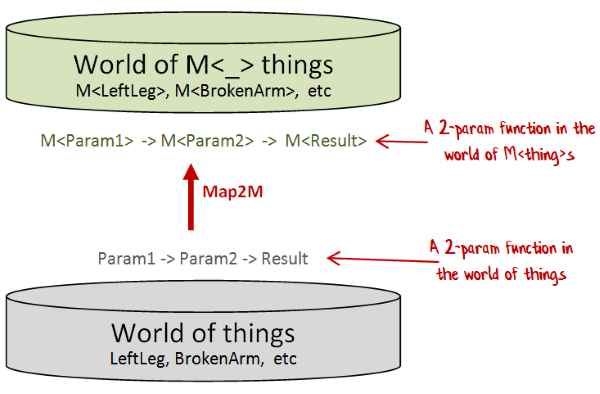 World of M<_> things
M<LeftLeg>, M<BrokenArm>, etc
M<Param1> -> M<Param2> -> M<Result>
A 2-param function in the
world of M<thing>s
Map2M
Param1 -> Param2 -> Result
A 2-param function in
the world of things
World of things
LeftLeg, BrokenArm, etc